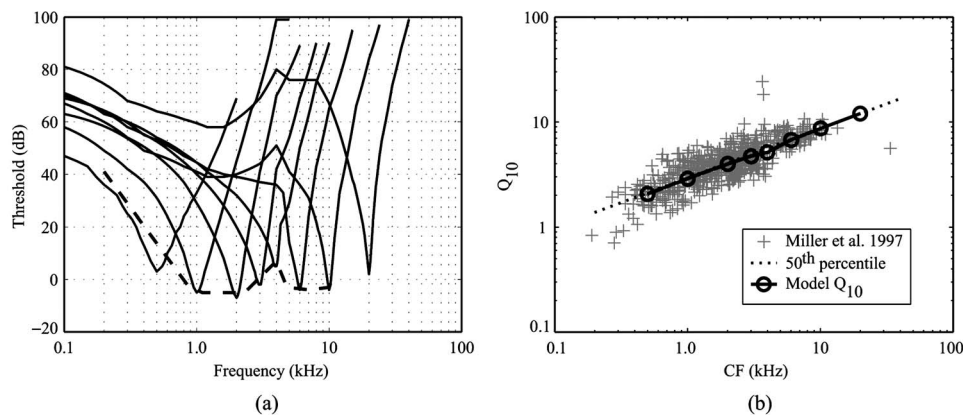 100
80
60
40
20
0
–20
Threshold (dB)
0.1
1.0
10
100
Frequency (kHz)
(a)
100
10
1
0.1
Q10
Miller et al. 1997
50th percentile
Model Q10
0.1
1.0
10
100
CF (kHz)
(b)